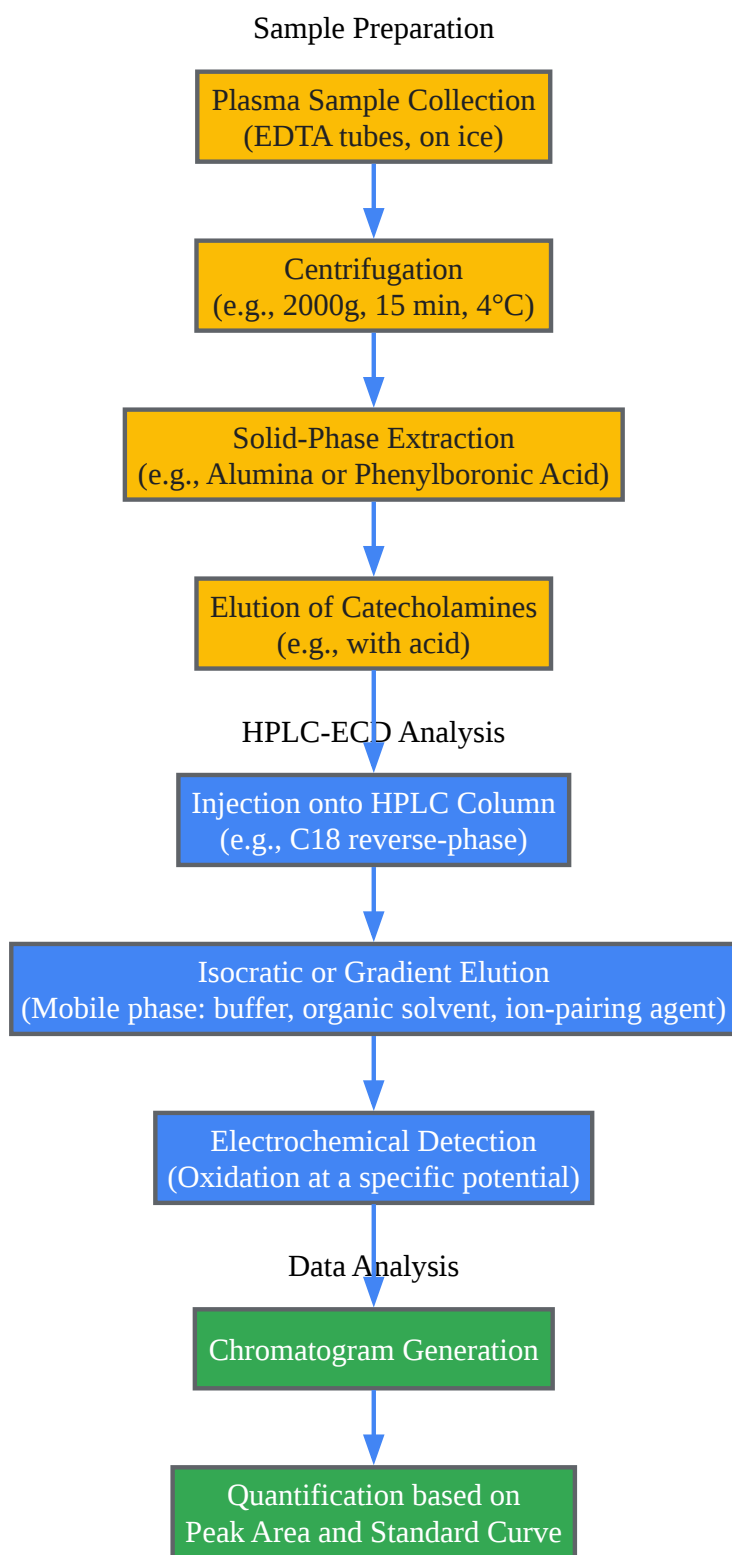 Sample Preparation
Plasma Sample Collection
(EDTA tubes, on ice)
Centrifugation
(e.g., 2000g, 15 min, 4°C)
Solid-Phase Extraction
(e.g., Alumina or Phenylboronic Acid)
Elution of Catecholamines
(e.g., with acid)
HPLC-ECD Analysis
Injection onto HPLC Column
(e.g., C18 reverse-phase)
Isocratic or Gradient Elution
(Mobile phase: buffer, organic solvent, ion-pairing agent)
Electrochemical Detection
(Oxidation at a specific potential)
Data Analysis
Chromatogram Generation
Quantification based on
Peak Area and Standard Curve